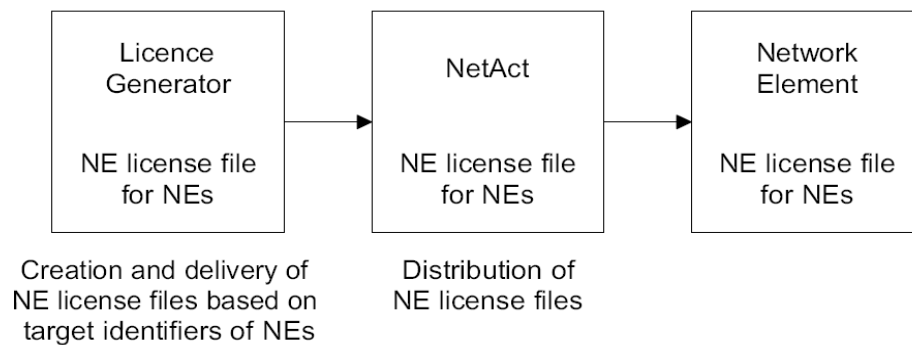 Licence
Generator
NE license file
for NEs
NetAct
NE license file
for NEs
Network
Element
NE license file
for NEs
Creation and delivery of
NE license files based on
target identifiers of NEs
Distribution of
NE license files